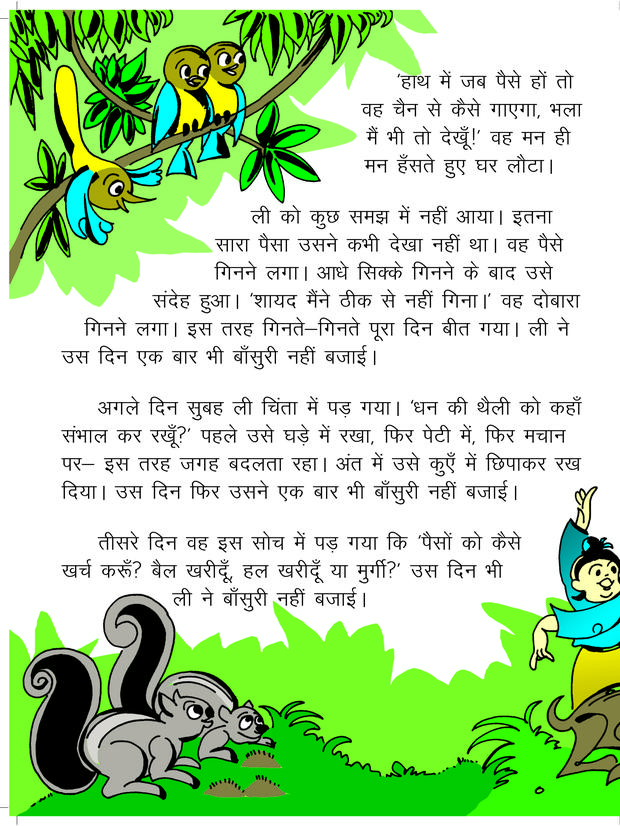 ‘हाथ में जब पैसे हों तो
वह चैन से कैसे गाएगा, भला
मैं भी तो देखूँ!’ वह मन ही
मन हँसते हुए घर लौटा।
ली को कुछ समझ में नहीं आया। इतना
सारा पैसा उसने कभी देखा नहीं था। वह पैसे
गिनने लगा। आधे सिक्के गिनने के बाद उसे
संदेह हुआ। ‘शायद मैंने ठीक से नहीं गिना।’ वह दोबारा
गिनने लगा। इस तरह गिनते–गिनते पूरा दिन बीत गया। ली ने
उस दिन एक बार भी बाँसुरी नहीं बजाई।
अगले दिन सुबह ली चिंता में पड़ गया। ‘धन की थैली को कहाँ
संभाल कर रखूँ?’ पहले उसे घड़े में रखा, फिर पेटी में, फिर मचान
पर– इस तरह जगह बदलता रहा। अंत में उसे कुएँ में छिपाकर रख
दिया। उस दिन फिर उसने एक बार भी बाँसुरी नहीं बजाई।
तीसरे दिन वह इस सोच में पड़ गया कि ‘पैसों को कैसे
खर्च करूँ? बैल खरीदूँ, हल खरीदूँ या मुर्गी?’ उस दिन भी
ली ने बाँसुरी नहीं बजाई।